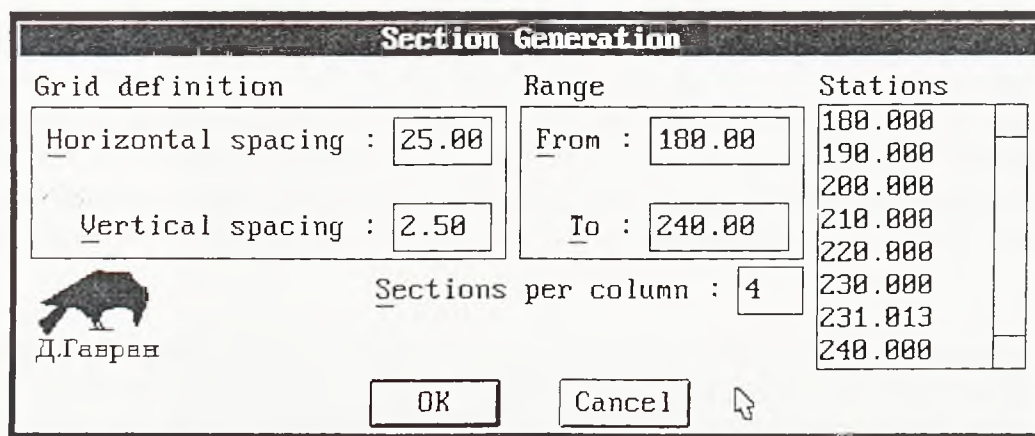 Section Generation
Grid definition
Horizontal spacing : 25.00
Vertical spacing : 2.50
Range
From : 180.00
To : 240.00
Stations
180.000
190.000
200.000
210.000
220.000
230.000
231.013
240.000
Sections per column : 4
Д.Гавран
OK
Cancel